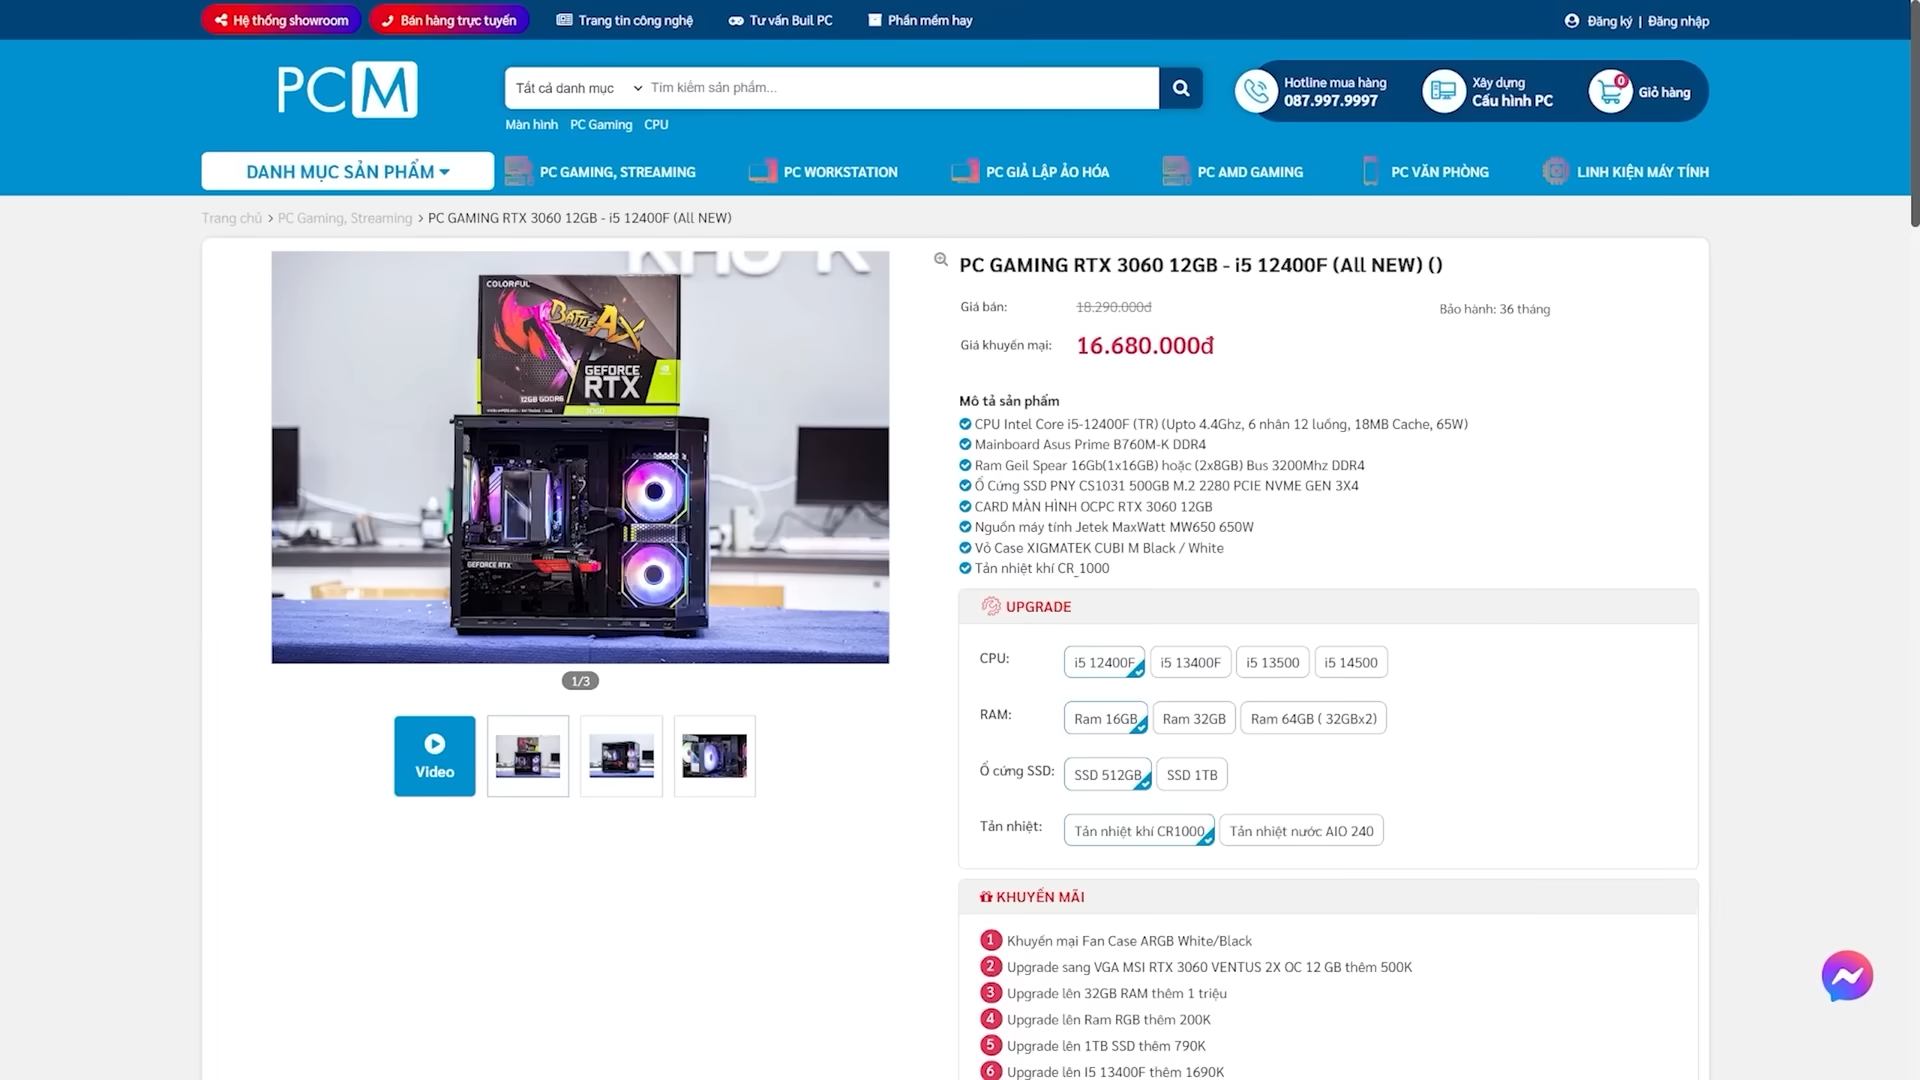 Hệ thống showroom
Bán hàng trực tuyến
Trang tin công nghệ
Tư vấn Buil PC
Phần mềm hay
Đăng ký | Đăng nhập
PCM
Tất cả danh mục
Tìm kiếm sản phẩm...
Hotline mua hàng
087.997.9997
Xây dựng
Cấu hình PC
0
Giỏ hàng
Màn hình PC Gaming CPU
DANH MỤC SẢN PHẨM
PC GAMING, STREAMING
PC WORKSTATION
PC GIẢ LẬP ẢO HÓA
PC AMD GAMING
PC VĂN PHÒNG
LINH KIỆN MÁY TÍNH
Trang chủ > PC Gaming, Streaming > PC GAMING RTX 3060 12GB - i5 12400F (All NEW)
COLORFUL
BATTLE AX
GEFORCE
RTX
12GB GDDR6
3060
GEFORCE RTX
1/3
Video
PC GAMING RTX 3060 12GB - i5 12400F (All NEW) ()
Giá bán: 18.290.000đ
Bảo hành: 36 tháng
Giá khuyến mại: 16.680.000đ
Mô tả sản phẩm
CPU Intel Core i5-12400F (TR) (Upto 4.4Ghz, 6 nhân 12 luồng, 18MB Cache, 65W)
Mainboard Asus Prime B760M-K DDR4
Ram Geil Spear 16Gb(1x16GB) hoặc (2x8GB) Bus 3200Mhz DDR4
Ổ Cứng SSD PNY CS1031 500GB M.2 2280 PCIE NVME GEN 3X4
CARD MÀN HÌNH OCPC RTX 3060 12GB
Nguồn máy tính Jetek MaxWatt MW650 650W
Vỏ Case XIGMATEK CUBI M Black / White
Tản nhiệt khí CR_1000
UPGRADE
CPU: i5 12400F i5 13400F i5 13500 i5 14500
RAM: Ram 16GB Ram 32GB Ram 64GB ( 32GBx2)
Ổ cứng SSD: SSD 512GB SSD 1TB
Tản nhiệt: Tản nhiệt khí CR1000 Tản nhiệt nước AIO 240
KHUYẾN MÃI
1 Khuyến mại Fan Case ARGB White/Black
2 Upgrade sang VGA MSI RTX 3060 VENTUS 2X OC 12 GB thêm 500K
3 Upgrade lên 32GB RAM thêm 1 triệu
4 Upgrade lên Ram RGB thêm 200K
5 Upgrade lên 1TB SSD thêm 790K
6 Upgrade lên I5 13400F thêm 1690K